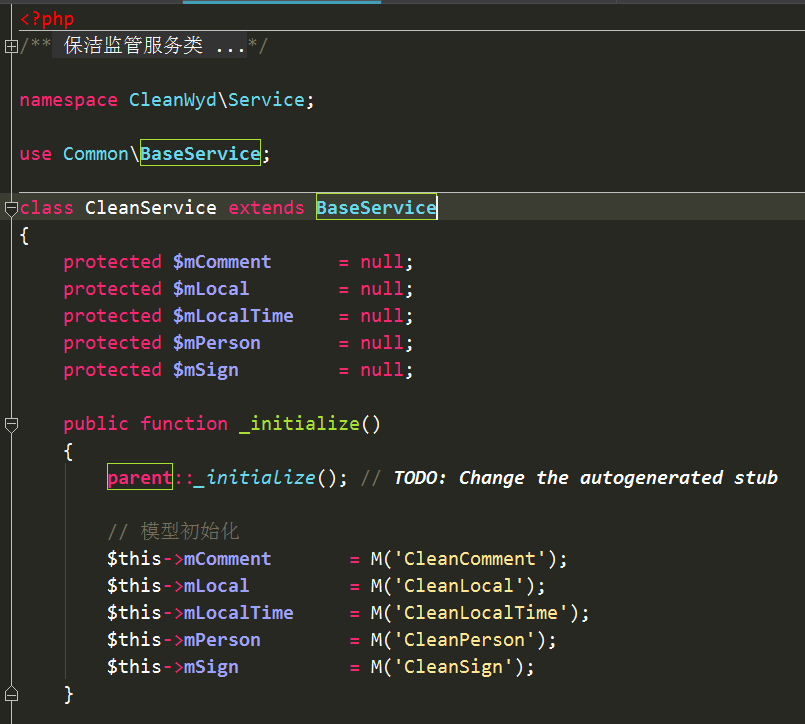 <?php
/** 保洁监管服务类 ...*/
namespace CleanWyd\Service;
use Common\BaseService;
class CleanService extends BaseService
{
    protected $mComment      = null;
    protected $mLocal        = null;
    protected $mLocalTime    = null;
    protected $mPerson       = null;
    protected $mSign         = null;
    public function _initialize()
    {
        parent::_initialize(); // TODO: Change the autogenerated stub
        // 模型初始化
        $this->mComment       = M('CleanComment');
        $this->mLocal         = M('CleanLocal');
        $this->mLocalTime     = M('CleanLocalTime');
        $this->mPerson        = M('CleanPerson');
        $this->mSign          = M('CleanSign');
    }